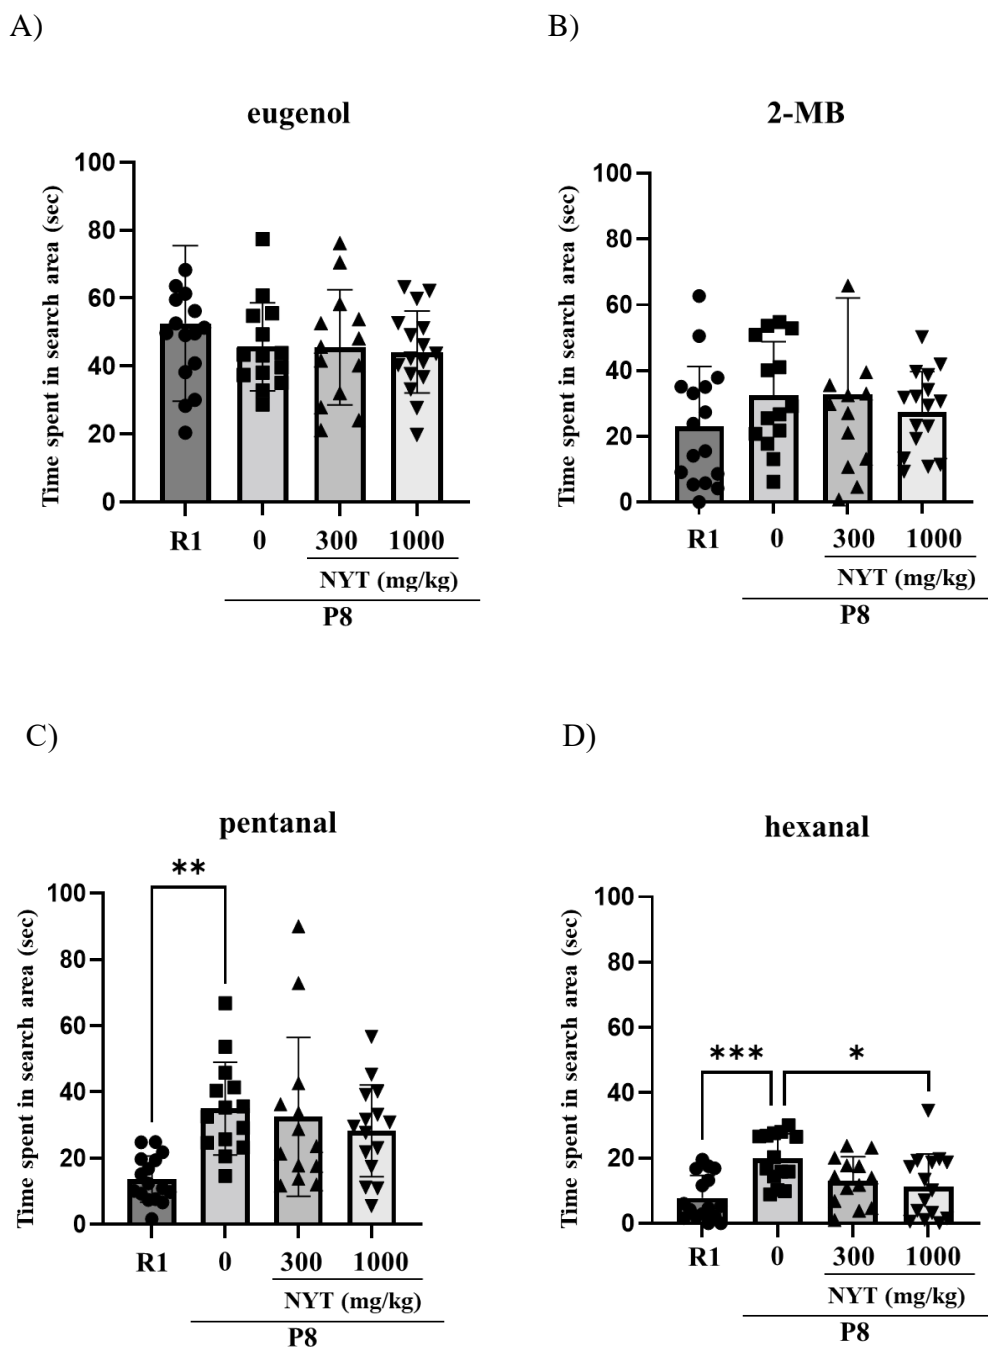 A)
B)
eugenol
Time spent in search area (sec)
100
80
60
40
20
0
R1 0 300 1000
NYT (mg/kg)
P8
2-MB
Time spent in search area (sec)
100
80
60
40
20
0
R1 0 300 1000
NYT (mg/kg)
P8
C)
D)
pentanal
**
Time spent in search area (sec)
100
80
60
40
20
0
R1 0 300 1000
NYT (mg/kg)
P8
hexanal
*** *
Time spent in search area (sec)
100
80
60
40
20
0
R1 0 300 1000
NYT (mg/kg)
P8